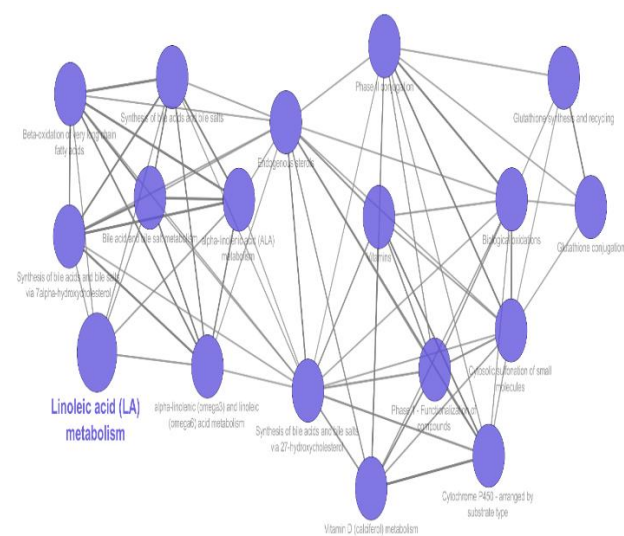 Phase II conjugation
Synthesis of bile acids and bile salts
Glutathione synthesis and recycling
Beta-oxidation of very long chain
fatty acids
Endogenous sterols
Bile acid and bile salt metabolism
alpha-linolenic acid (ALA)
metabolism
Vitamins
Biological oxidations
Glutathione conjugation
Synthesis of bile acids and bile salts
via 7alpha-hydroxycholesterol
Cytosolic sulfonation of small
molecules
Linoleic acid (LA)
metabolism
alpha-linolenic (omega3) and linoleic
(omega6) acid metabolism
Synthesis of bile acids and bile salts
via 27-hydroxycholesterol
Phase I - Functionalization of
compounds
Cytochrome P450 - arranged by
substrate type
Vitamin D (calciferol) metabolism